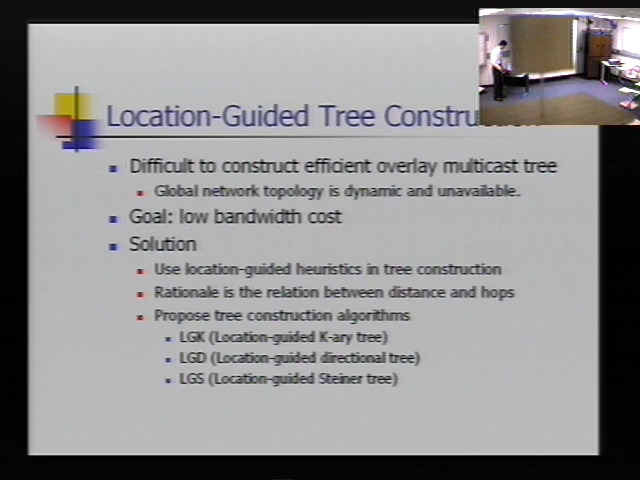 Location-Guided Tree
Difficult to construct efficient overlay multicast tree
Global network topology is dynamic and unavailable.
Goal: low bandwidth cost
Solution
Use location-guided heuristics in tree construction
Rationale is the relation between distance and hops
Propose tree construction algorithms
LGK (Location-guided K-ary tree)
LGD (Location-guided directional tree)
LGS (Location-guided Steiner tree)